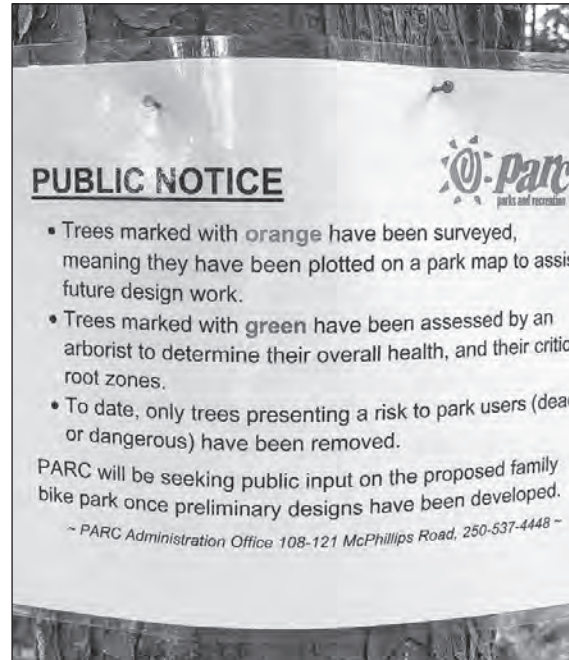 PUBLIC NOTICE
parc
parks and recreation
• Trees marked with orange have been surveyed,
meaning they have been plotted on a park map to assis
future design work.
• Trees marked with green have been assessed by an
arborist to determine their overall health, and their critic
root zones.
• To date, only trees presenting a risk to park users (dea
or dangerous) have been removed.
PARC will be seeking public input on the proposed family
bike park once preliminary designs have been developed.
~ PARC Administration Office 108-121 McPhillips Road, 250-537-4448 ~